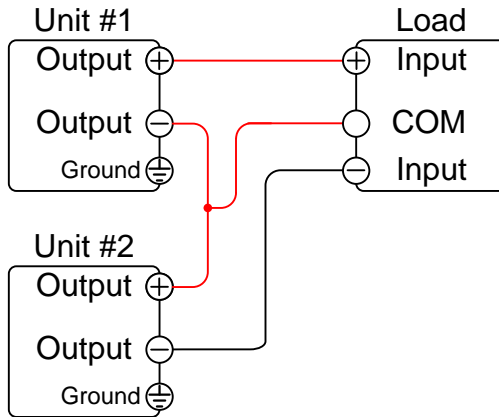 Unit #1
Output
Output
Ground
Load
Input
COM
Input
Unit #2
Output
Output
Ground